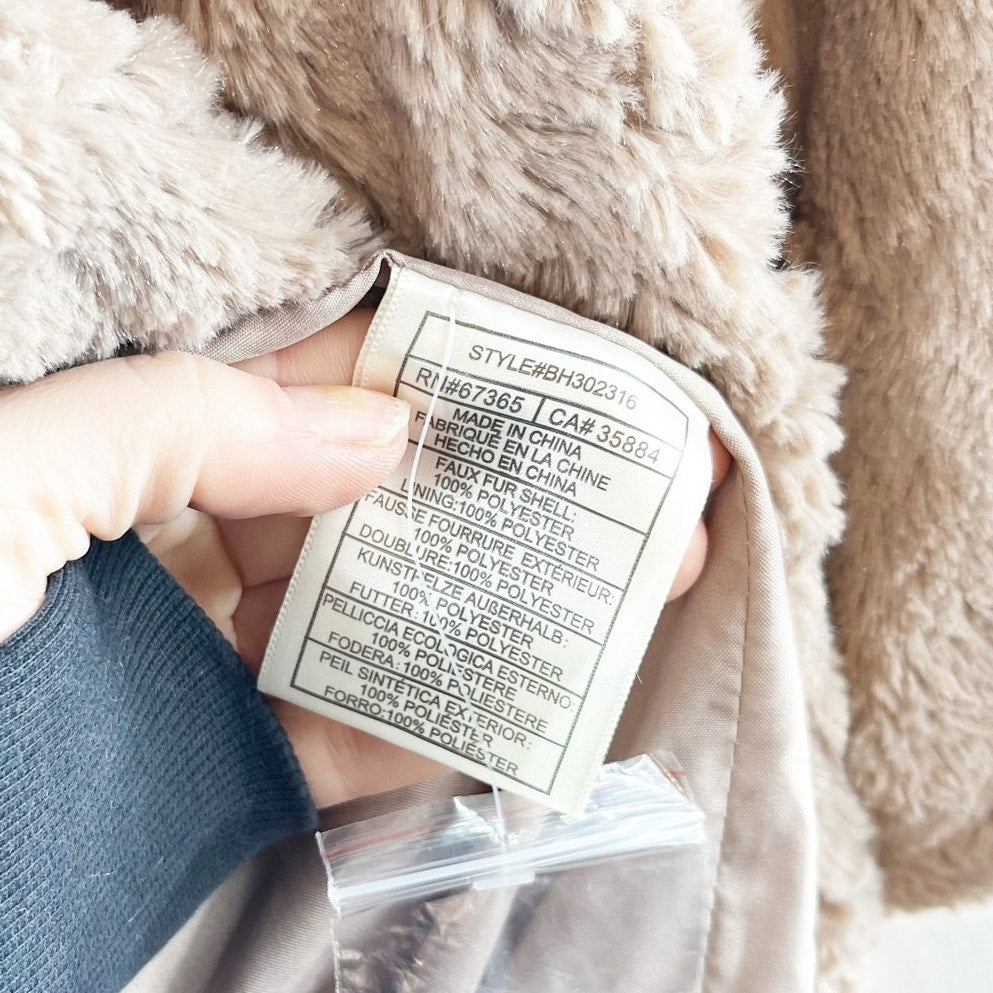 STYLE#BH302316
RN#67365 CA# 35884
MADE IN CHINA
FABRIQUÉ EN LA CHINE
HECHO EN CHINA
FAUX FUR SHELL:
100% POLYESTER
LINING:100% POLYESTER
FAUSSE FOURRURE EXTÉRIEUR:
100% POLYESTER
DOUBLURE:100% POLYESTER
KUNSTPELZE AUßERHALB:
100% POLYESTER
FUTTER:100% POLYESTER
PELLICCIA ECOLOGICA ESTERNO:
100% POLIESTERE
FODERA:100% POLIESTERE
PEIL SINTÉTICA EXTERIOR:
100% POLIÉSTER
FORRO:100% POLIÉSTER